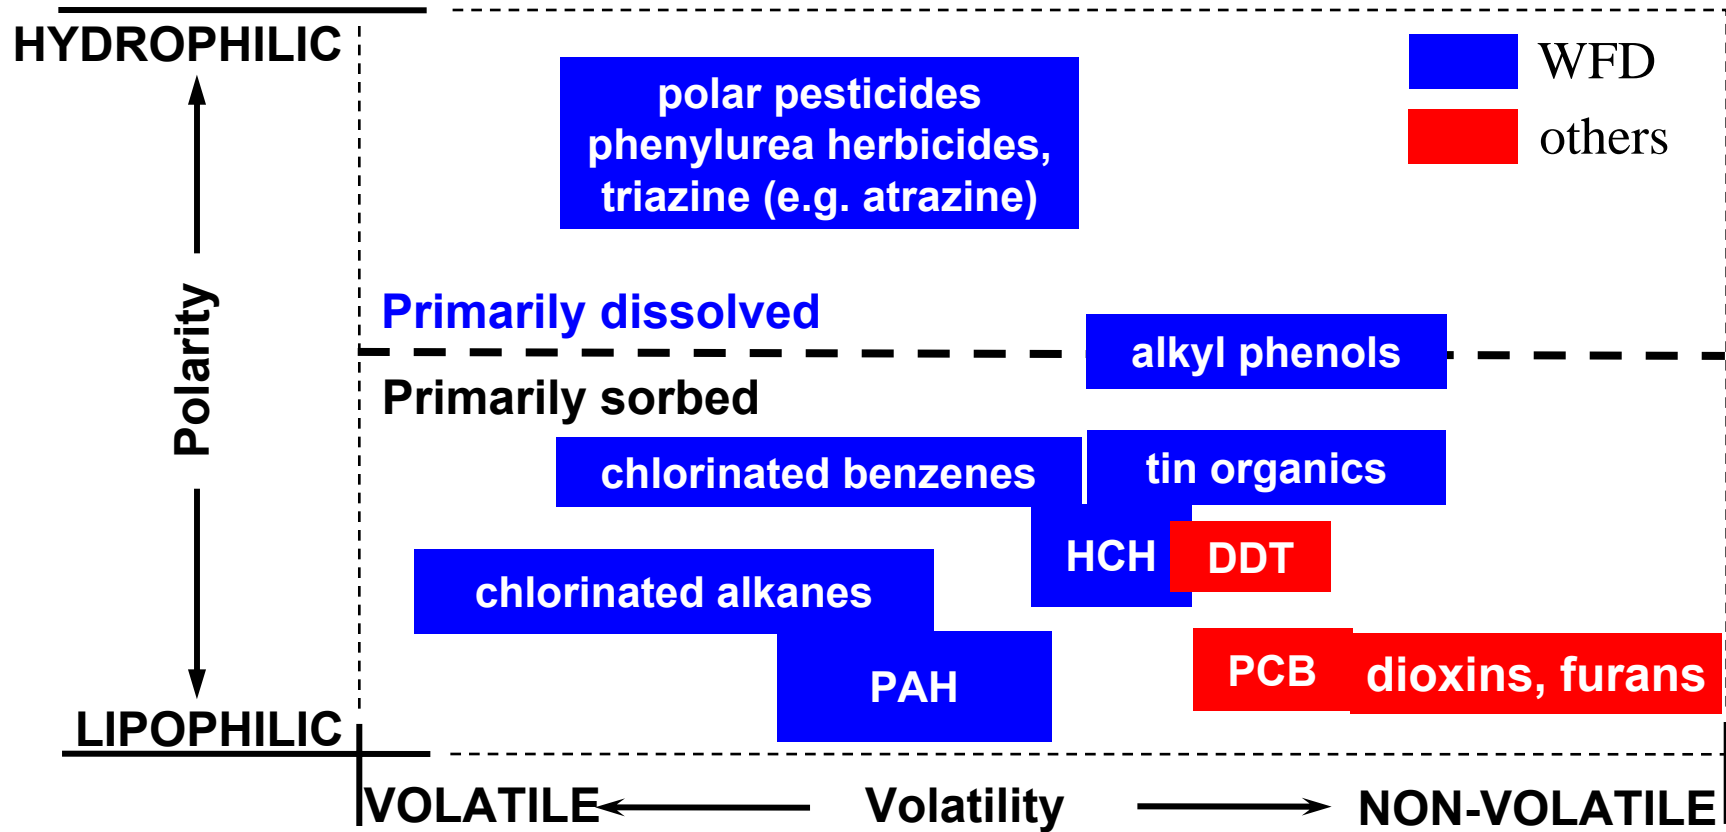 HYDROPHILIC
WFD
others
polar pesticides
phenylurea herbicides,
triazine (e.g. atrazine)
Polarity
Primarily dissolved
alkyl phenols
Primarily sorbed
chlorinated benzenes
tin organics
HCH
DDT
chlorinated alkanes
PAH
PCB
dioxins, furans
LIPOPHILIC
VOLATILE
Volatility
NON-VOLATILE